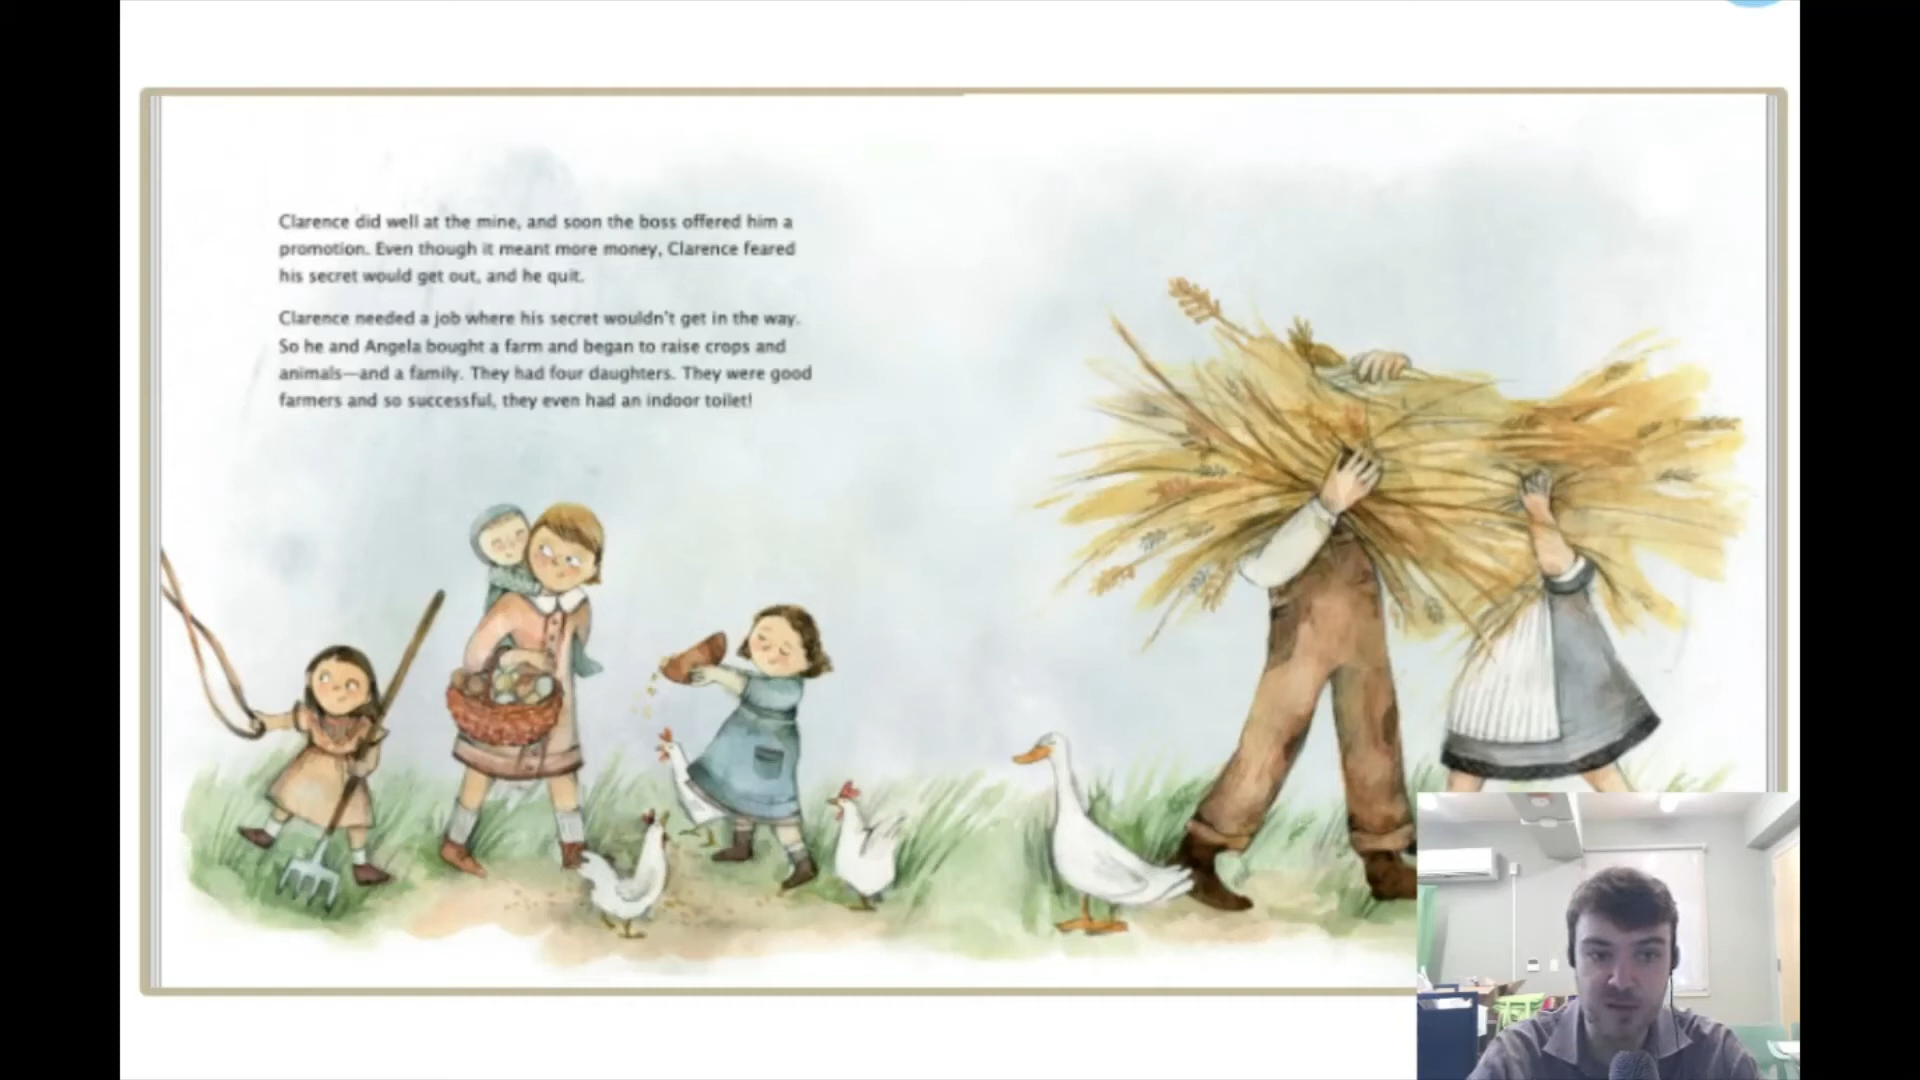 Clarence did well at the mine, and soon the boss offered him a
promotion. Even though it meant more money, Clarence feared
his secret would get out, and he quit.
Clarence needed a job where his secret wouldn't get in the way.
So he and Angela bought a farm and began to raise crops and
animals—and a family. They had four daughters. They were good
farmers and so successful, they even had an indoor toilet!